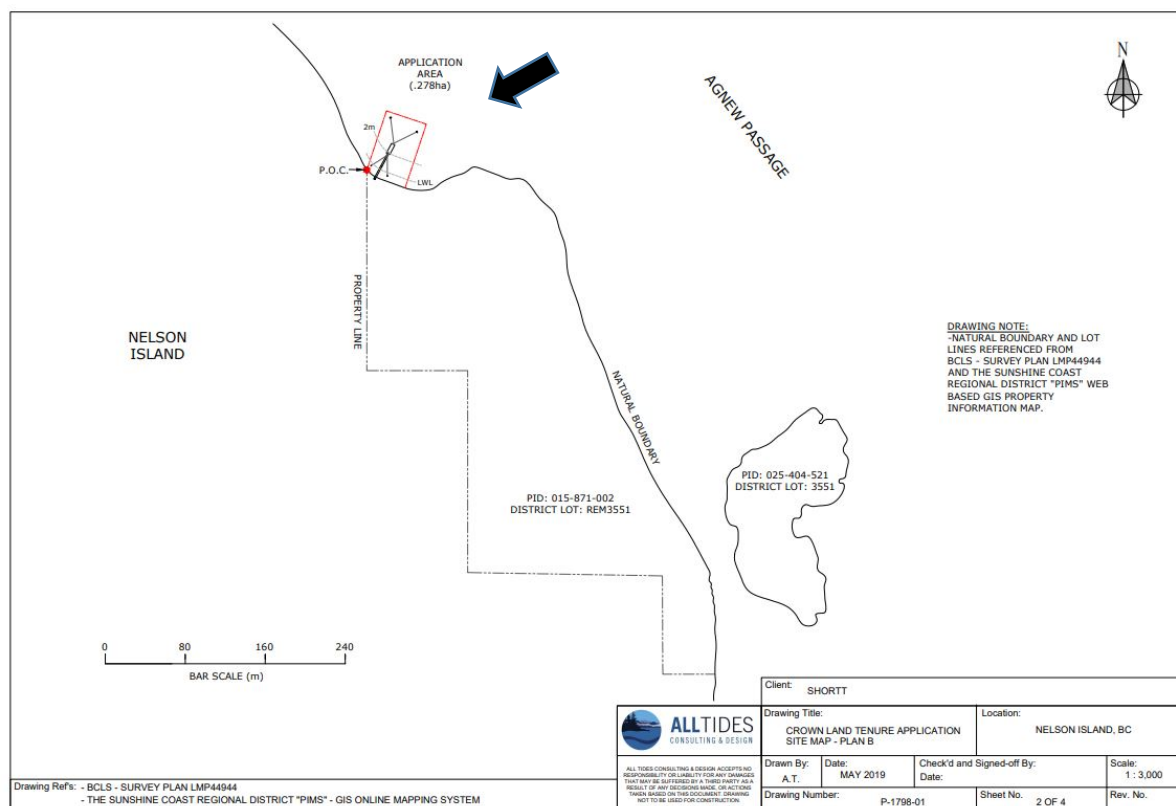 APPLICATION
AREA
(.278ha)
2m
P.O.C.
LWL
AGNEW PASSAGE
N
PROPERTY LINE
NELSON
ISLAND
NATURAL BOUNDARY
DRAWING NOTE:
-NATURAL BOUNDARY AND LOT
LINES REFERENCED FROM
BCLS - SURVEY PLAN LMP44944
AND THE SUNSHINE COAST
REGIONAL DISTRICT "PIMS" WEB
BASED GIS PROPERTY
INFORMATION MAP.
PID: 025-404-521
DISTRICT LOT: 3551
PID: 015-871-002
DISTRICT LOT: REM3551
0 80 160 240
BAR SCALE (m)
Client: SHORTT
ALLTIDES
CONSULTING & DESIGN
Drawing Title:
CROWN LAND TENURE APPLICATION
SITE MAP - PLAN B
Location:
NELSON ISLAND, BC
ALL TIDES CONSULTING & DESIGN ACCEPTS NO
RESPONSIBILITY OR LIABILITY FOR ANY DAMAGES
THAT MAY BE SUFFERED BY A THIRD PARTY AS A
RESULT OF ANY DECISIONS MADE, OR ACTIONS
TAKEN BASED ON THIS DOCUMENT. DRAWING
NOT TO BE USED FOR CONSTRUCTION.
Drawn By:
A.T.
Date:
MAY 2019
Check'd and Signed-off By:
Date:
Scale:
1 : 3,000
Drawing Number:
P-1798-01
Sheet No.
2 OF 4
Rev. No.
Drawing Ref's: - BCLS - SURVEY PLAN LMP44944
- THE SUNSHINE COAST REGIONAL DISTRICT "PIMS" - GIS ONLINE MAPPING SYSTEM